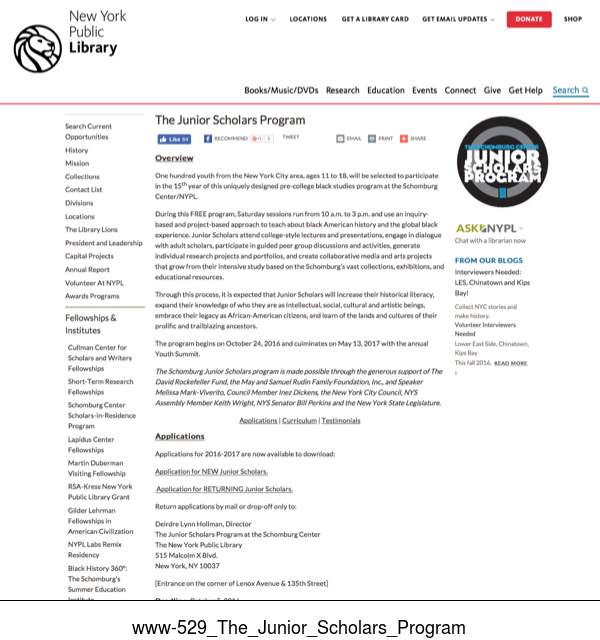 New York
Public
Library
LOG IN
LOCATIONS
GET A LIBRARY CARD
GET EMAIL UPDATES
DONATE
SHOP
Books/Music/DVDs Research Education Events Connect Give Get Help Search
Search Current
Opportunities
History
Mission
Collections
Contact List
Divisions
Locations
The Library Lions
President and Leadership
Capital Projects
Annual Report
Volunteer At NYPL
Awards Programs
Fellowships &
Institutes
Cullman Center for
Scholars and Writers
Fellowships
Short-Term Research
Fellowships
Schomburg Center
Scholars-in-Residence
Program
Lapidus Center
Fellowships
Martin Duberman
Visiting Fellowship
RSA-Kress New York
Public Library Grant
Gilder Lehrman
Fellowships in
American Civilization
NYPL Labs Remix
Residency
Black History 360°:
The Schomburg's
Summer Education
Institute
The Junior Scholars Program
Like 84 RECOMMEND G+1 TWEET EMAIL PRINT SHARE
Overview
One hundred youth from the New York City area, ages 11 to 18, will be selected to participate
in the 15th year of this uniquely designed pre-college black studies program at the Schomburg
Center/NYPL.
During this FREE program, Saturday sessions run from 10 a.m. to 3 p.m. and use an inquiry-
based and project-based approach to teach about black American history and the global black
experience. Junior Scholars attend college-style lectures and presentations, engage in dialogue
with adult scholars, participate in guided peer group discussions and activities, generate
individual research projects and portfolios, and create collaborative media and arts projects
that grow from their intensive study based on the Schomburg's vast collections, exhibitions, and
educational resources.
Through this process, it is expected that Junior Scholars will increase their historical literacy,
expand their knowledge of who they are as intellectual, social, cultural and artistic beings,
embrace their legacy as African-American citizens, and learn of the lands and cultures of their
prolific and trailblazing ancestors.
The program begins on October 24, 2016 and culminates on May 13, 2017 with the annual
Youth Summit.
The Schomburg Junior Scholars program is made possible through the generous support of The
David Rockefeller Fund, the May and Samuel Rudin Family Foundation, Inc., and Speaker
Melissa Mark-Viverito, Council Member Inez Dickens, the New York City Council, NYS
Assembly Member Keith Wright, NYS Senator Bill Perkins and the New York State Legislature.
Applications | Curriculum | Testimonials
Applications
Applications for 2016-2017 are now available to download:
Application for NEW Junior Scholars.
Application for RETURNING Junior Scholars.
Return applications by mail or drop-off only to:
Deirdre Lynn Hollman, Director
The Junior Scholars Program at the Schomburg Center
The New York Public Library
515 Malcolm X Blvd.
New York, NY 10037
[Entrance on the corner of Lenox Avenue & 135th Street]
THE SCHOMBURG CENTER
JUNIOR
SCHOLARS
PROGRAM
ASK NYPL >
Chat with a librarian now
FROM OUR BLOGS
Interviewers Needed:
LES, Chinatown and Kips
Bay!
Collect NYC stories and
make history.
Volunteer Interviewers
Needed
Lower East Side, Chinatown,
Kips Bay
This fall 2016. READ MORE
www-529_The_Junior_Scholars_Program